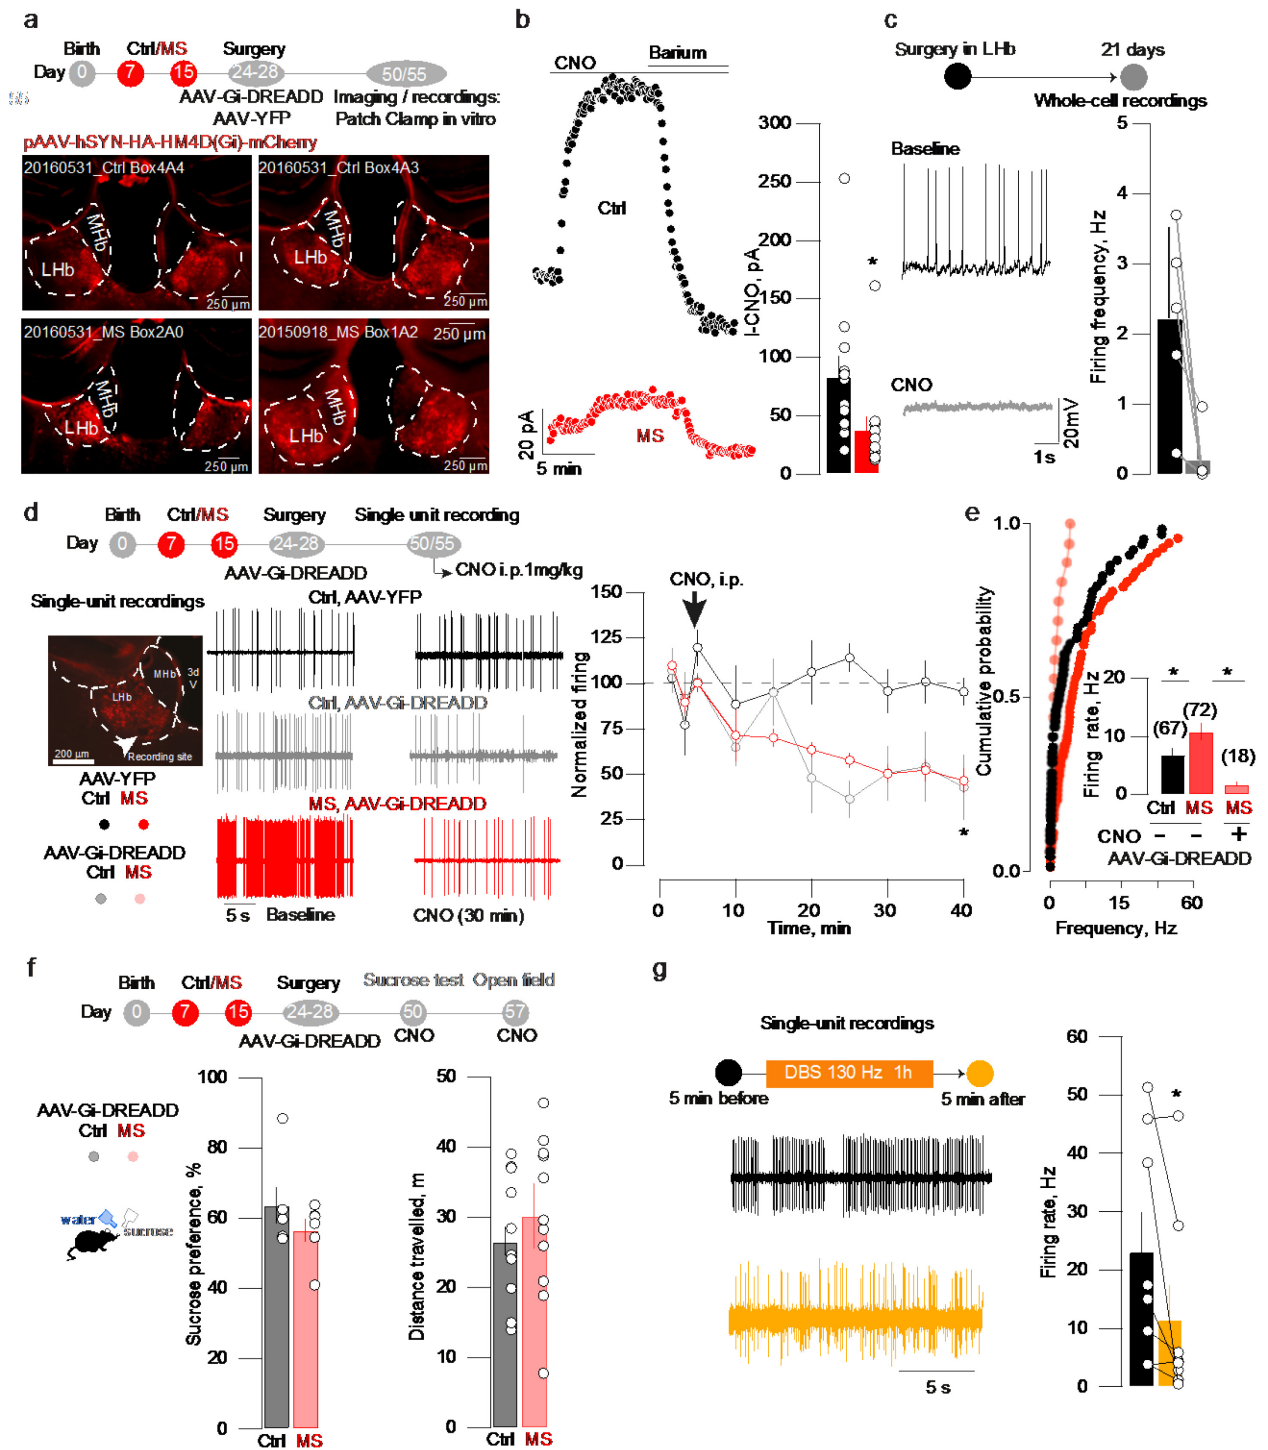 a
Birth Ctrl/MS Surgery
Day 0 7 15 24-28 50/55
AAV-Gi-DREADD
AAV-YFP
Imaging / recordings:
Patch Clamp in vitro
pAAV-hSYN-HA-HM4D(Gi)-mCherry
20160531_Ctrl Box4A4
MHb
LHb
250 µm
20160531_Ctrl Box4A3
MHb
LHb
250 µm
20160531_MS Box2A0
MHb
LHb
250 µm
20150918_MS Box1A2
250 µm
MHb
LHb
250 µm
b
Barium
CNO
Ctrl
MS
20 pA
5 min
I-CNO, pA
300
250
200
150
100
50
0
*
c
Surgery in LHb
21 days
Whole-cell recordings
Baseline
CNO
20mV
1s
Firing frequency, Hz
5
4
3
2
1
0
d
Birth Ctrl/MS Surgery Single unit recording
Day 0 7 15 24-28 50/55
AAV-Gi-DREADD
CNO i.p.1mg/kg
Single-unit recordings
MHb
3d
V
LHb
200 µm
Recording site
AAV-YFP
Ctrl MS
AAV-Gi-DREADD
Ctrl MS
Ctrl, AAV-YFP
Ctrl, AAV-Gi-DREADD
MS, AAV-Gi-DREADD
5 s
Baseline
CNO (30 min)
Normalized firing
150
125
100
75
50
25
0
CNO, i.p.
*
0 10 20 30 40
Time, min
e
Cumulative probability
1.0
0.5
0.0
Firing rate, Hz
20
10
0
* *
(67)
(72)
(18)
Ctrl MS MS
CNO – – +
AAV-Gi-DREADD
0 15 60
Frequency, Hz
f
Birth Ctrl/MS Surgery Sucrose test Open field
Day 0 7 15 24-28 50 57
AAV-Gi-DREADD CNO CNO
AAV-Gi-DREADD
Ctrl MS
water
sucrose
Sucrose preference, %
100
80
60
40
20
0
Ctrl MS
Distance travelled, m
50
40
30
20
10
0
Ctrl MS
g
Single-unit recordings
DBS 130 Hz 1h
5 min before
5 min after
5 s
Firing rate, Hz
60
50
40
30
20
10
0
*